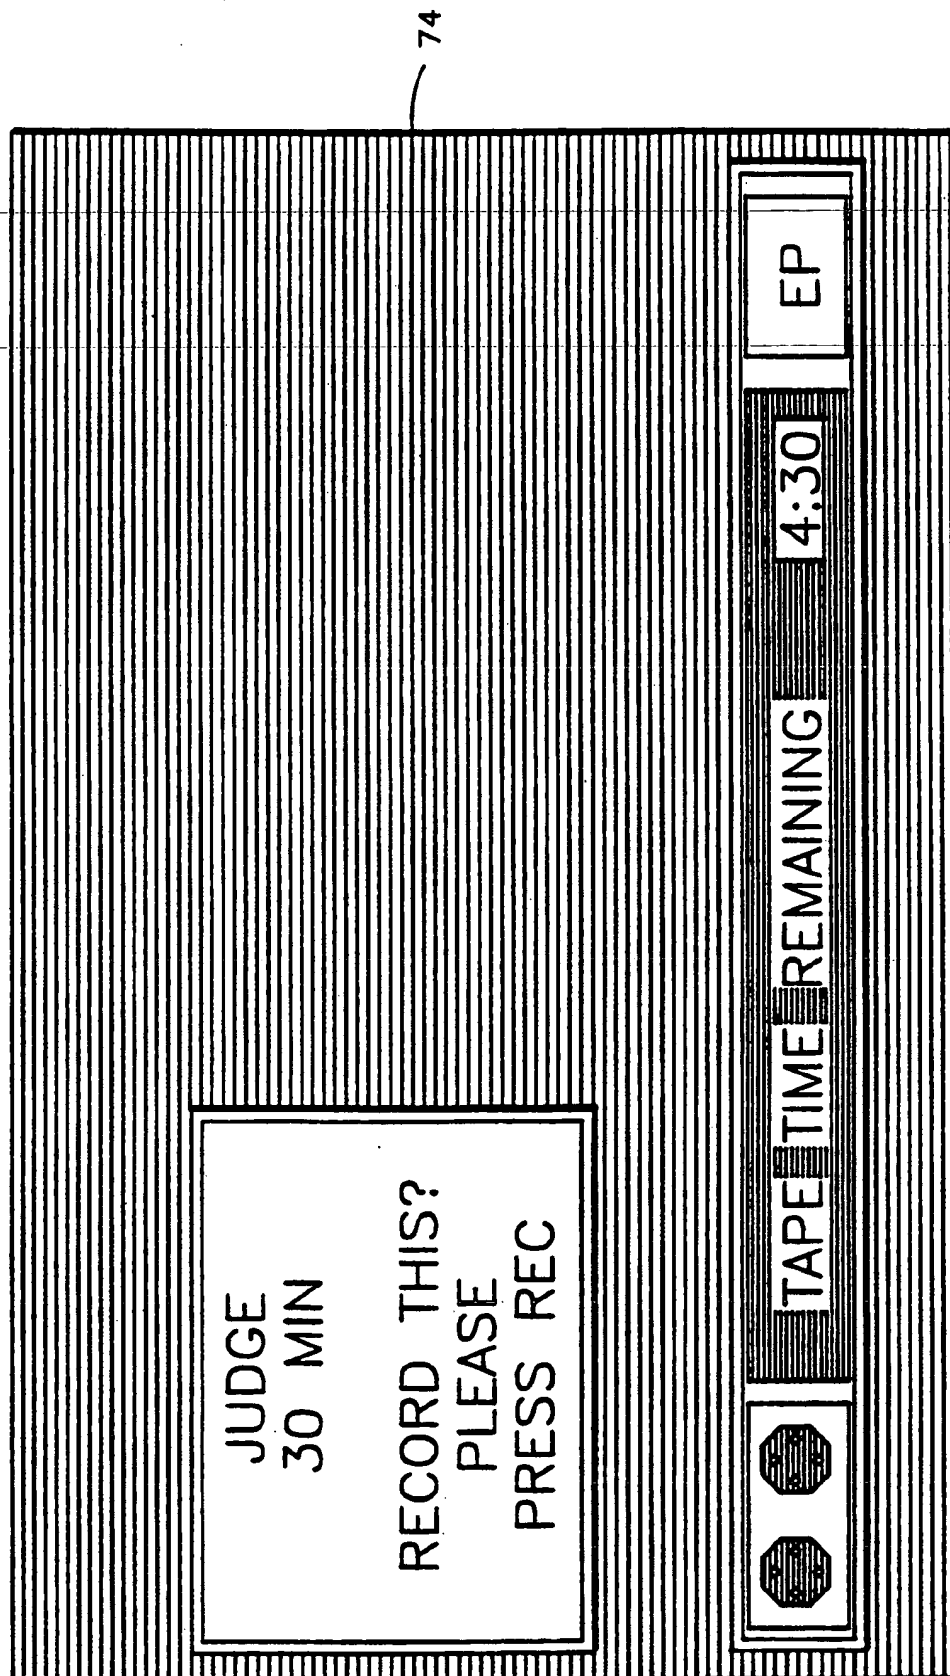 74
JUDGE
30 MIN
RECORD THIS?
PLEASE
PRESS REC
TAPE TIME REMAINING 4:30 EP